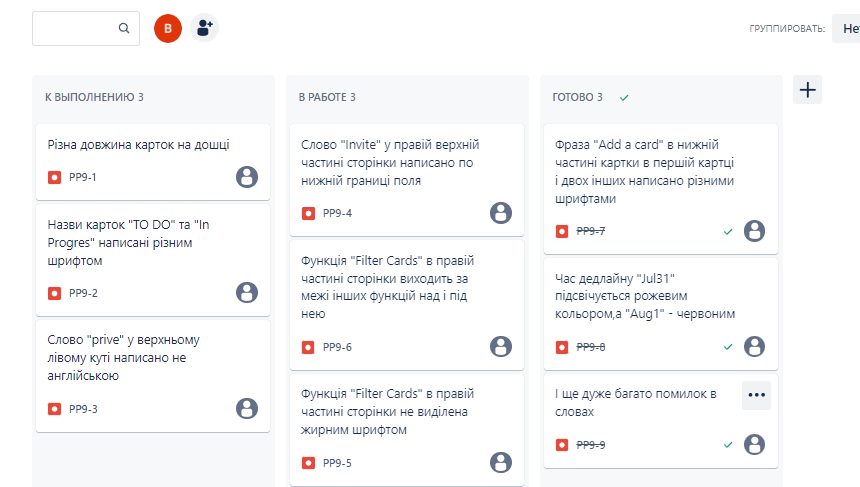 В
ГРУППИРОВАТЬ:
К ВЫПОЛНЕНИЮ 3
Різна довжина карток на дошці
PP9-1
Назви карток "TO DO" та "In
Progres" написані різним
шрифтом
PP9-2
Слово "prive" у верхньому
лівому куті написано не
англійською
PP9-3
В РАБОТЕ 3
Слово "Invite" у правій верхній
частині сторінки написано по
нижній границі поля
PP9-4
Функція "Filter Cards" в правій
частині сторінки виходить за
межі інших функцій над і під
нею
PP9-6
Функція "Filter Cards" в правій
частині сторінки не виділена
жирним шрифтом
PP9-5
ГОТОВО 3
Фраза "Add a card" в нижній
частині картки в першій картці
і двох інших написано різними
шрифтами
PP9-7
Час дедлайну "Jul31"
підсвічується рожевим
кольором,а "Aug1" - червоним
PP9-8
І ще дуже багато помилок в
словах
PP9-9